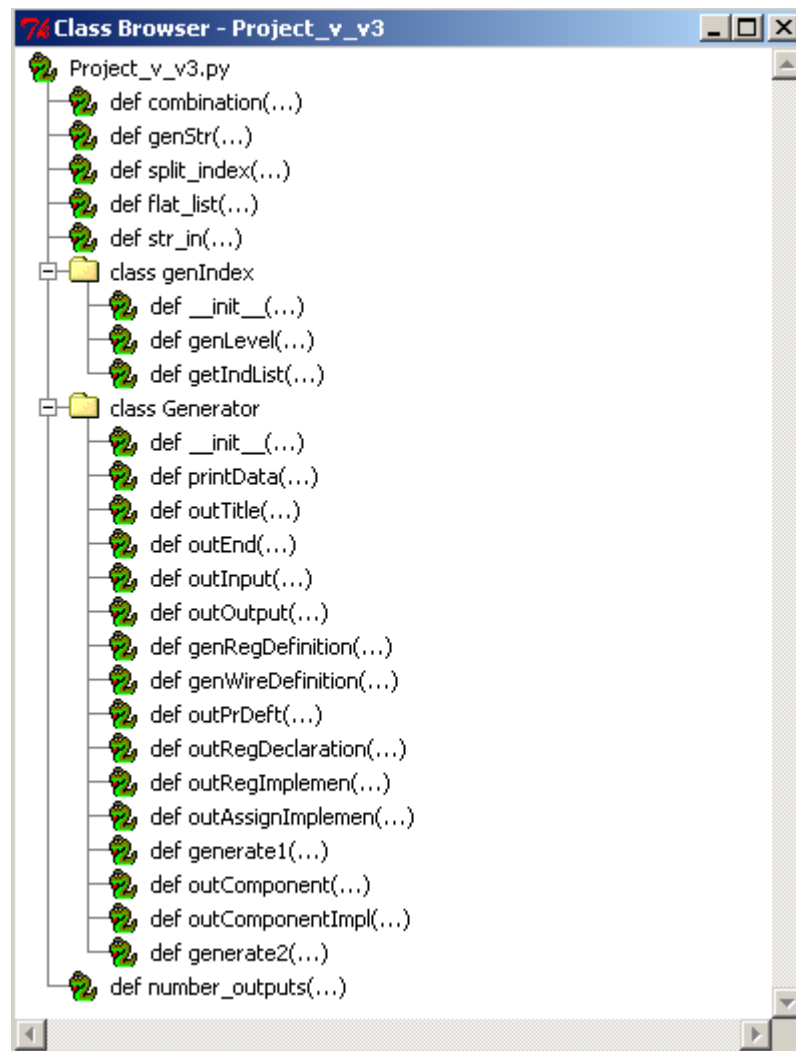 Class Browser - Project_v_v3
Project_v_v3.py
def combination(...)
def genStr(...)
def split_index(...)
def flat_list(...)
def str_in(...)
class genIndex
def __init__(...)
def genLevel(...)
def getIndList(...)
class Generator
def __init__(...)
def printData(...)
def outTitle(...)
def outEnd(...)
def outInput(...)
def outOutput(...)
def genRegDefinition(...)
def genWireDefinition(...)
def outPrDeft(...)
def outRegDeclaration(...)
def outRegImplemen(...)
def outAssignImplemen(...)
def generate1(...)
def outComponent(...)
def outComponentImpl(...)
def generate2(...)
def number_outputs(...)